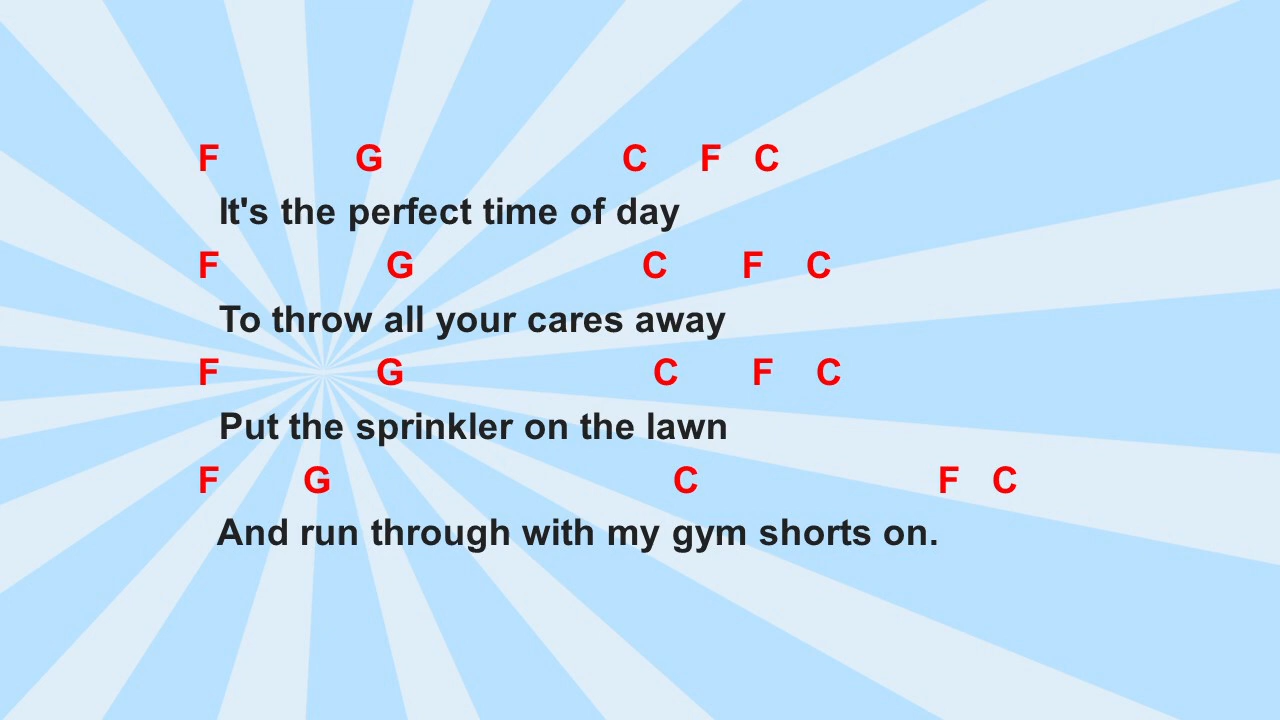 F G C F C
It's the perfect time of day
F G C F C
To throw all your cares away
F G C F C
Put the sprinkler on the lawn
F G C F C
And run through with my gym shorts on.